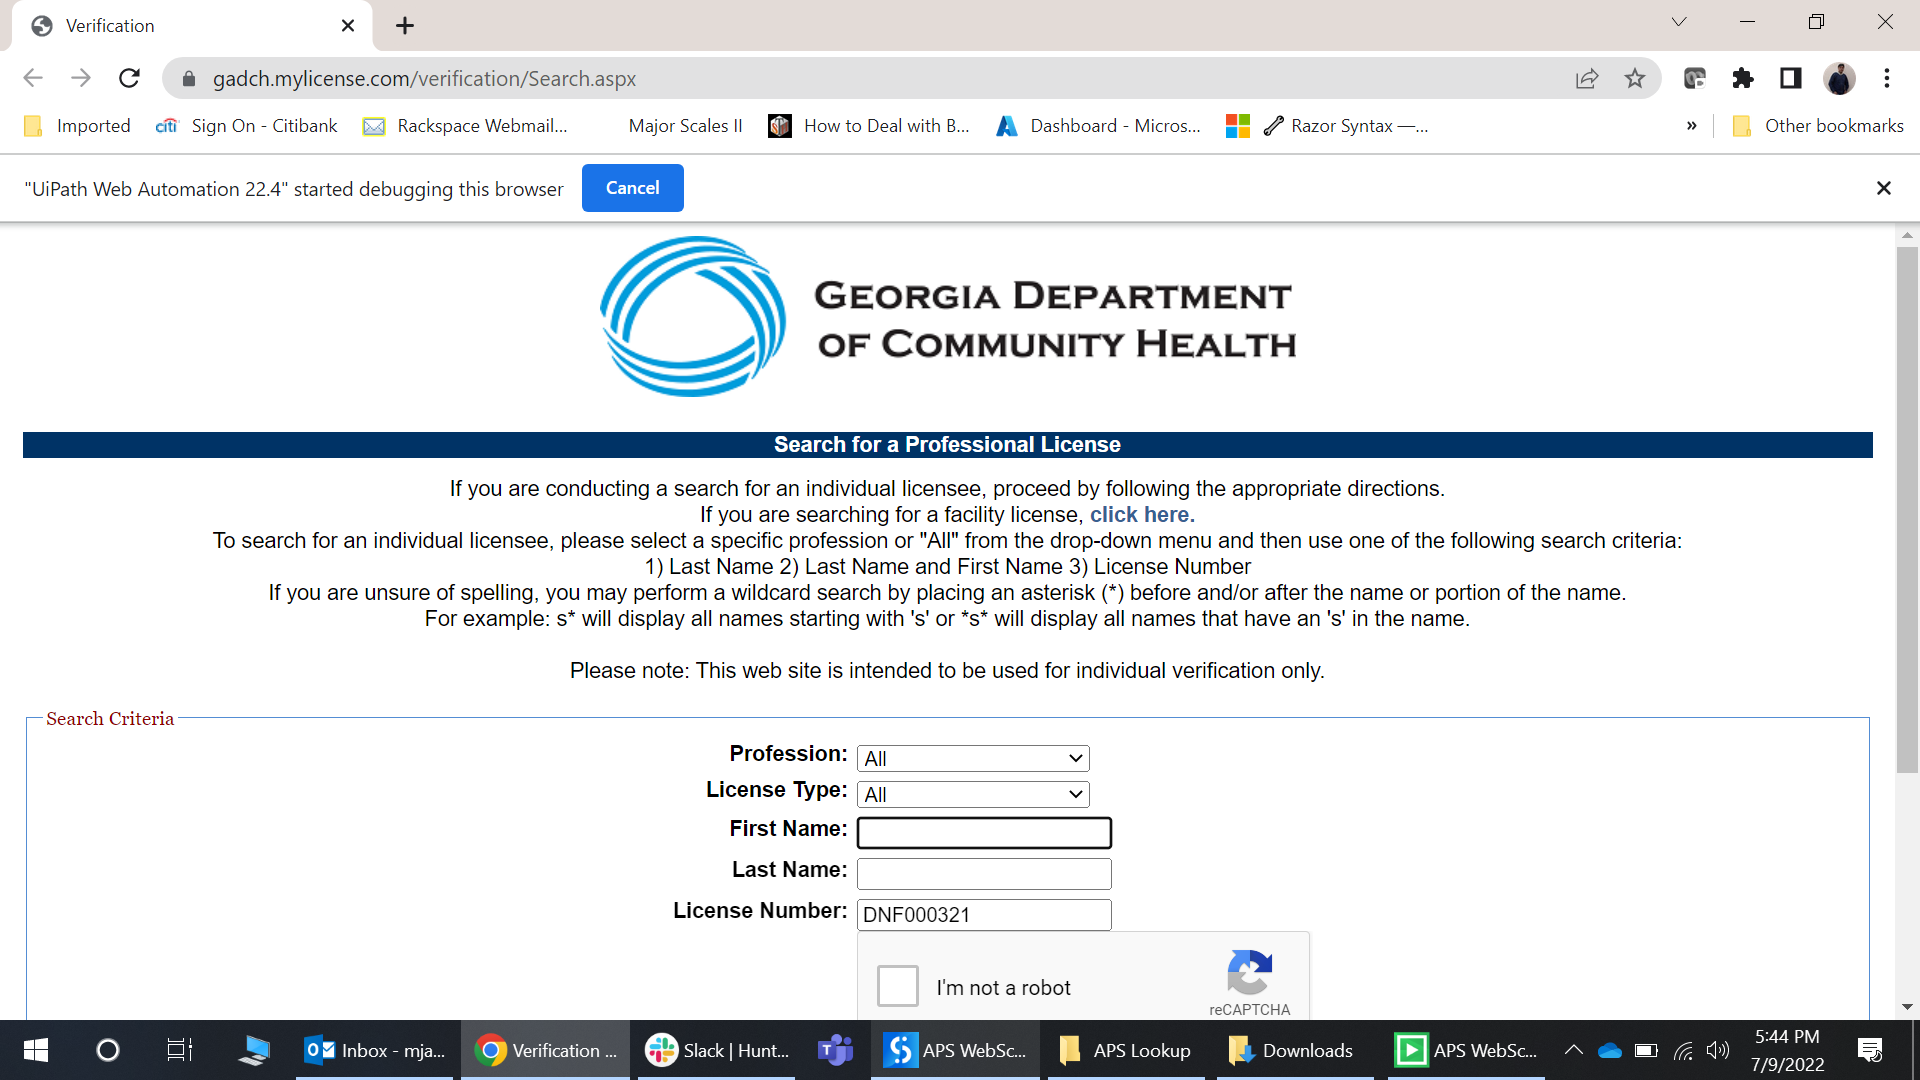 Verification
gadch.mylicense.com/verification/Search.aspx
Imported
citi Sign On - Citibank
Rackspace Webmail...
Major Scales II
How to Deal with B...
Dashboard - Micros...
Razor Syntax —...
»
Other bookmarks
"UiPath Web Automation 22.4" started debugging this browser
Cancel
GEORGIA DEPARTMENT
OF COMMUNITY HEALTH
Search for a Professional License
If you are conducting a search for an individual licensee, proceed by following the appropriate directions.
If you are searching for a facility license, click here.
To search for an individual licensee, please select a specific profession or "All" from the drop-down menu and then use one of the following search criteria:
1) Last Name 2) Last Name and First Name 3) License Number
If you are unsure of spelling, you may perform a wildcard search by placing an asterisk (*) before and/or after the name or portion of the name.
For example: s* will display all names starting with 's' or *s* will display all names that have an 's' in the name.
Please note: This web site is intended to be used for individual verification only.
Search Criteria
Profession: All
License Type: All
First Name:
Last Name:
License Number: DNF000321
I'm not a robot
reCAPTCHA
Inbox - mja...
Verification ...
Slack | Hunt...
APS WebSc...
APS Lookup
Downloads
APS WebSc...
5:44 PM
7/9/2022